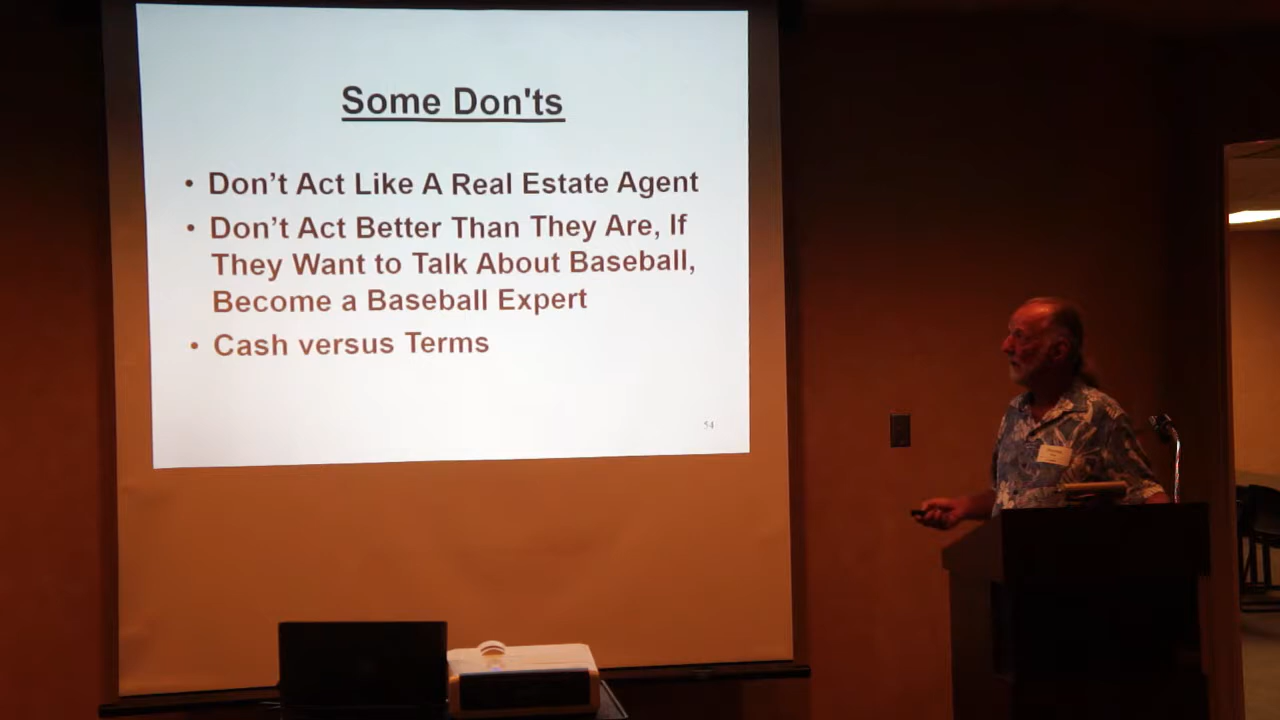 Some Don'ts
• Don’t Act Like A Real Estate Agent
• Don’t Act Better Than They Are, If
They Want to Talk About Baseball,
Become a Baseball Expert
• Cash versus Terms
54